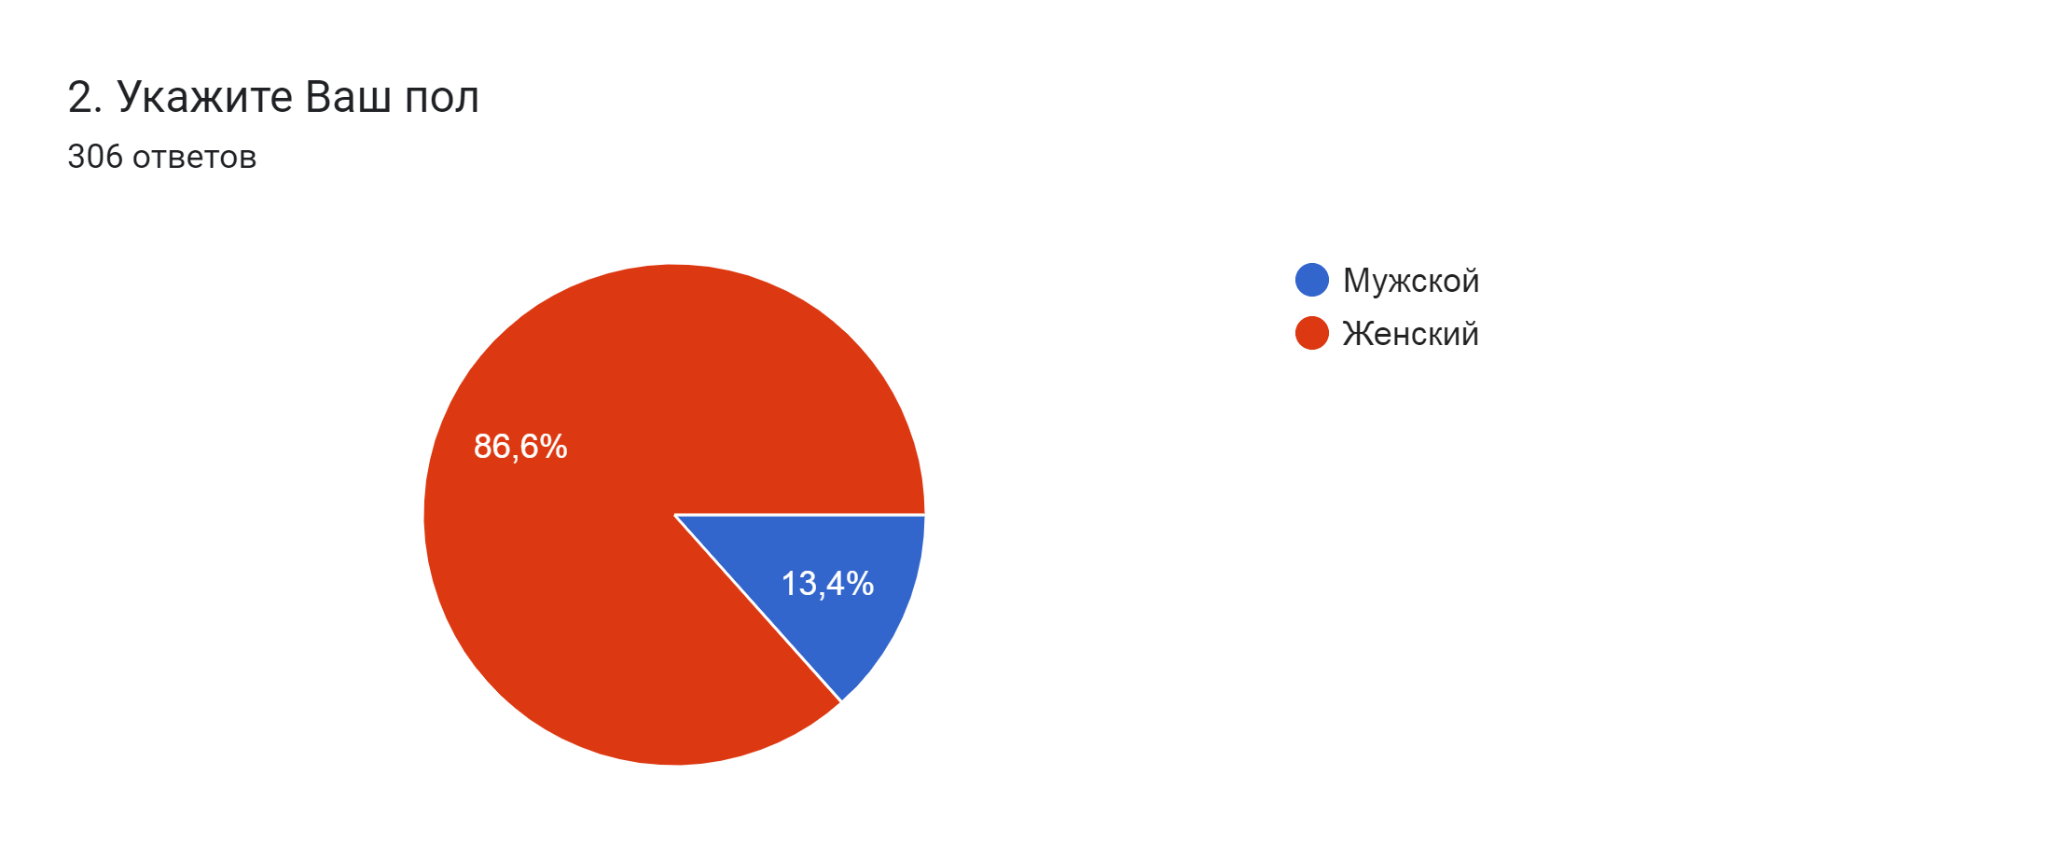 2. Укажите Ваш пол
306 ответов
Мужской
Женский
86,6%
13,4%